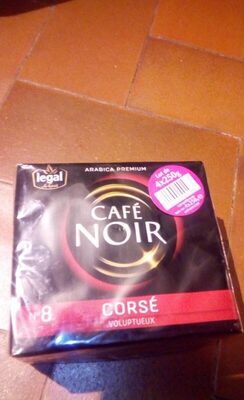 legal
ARABICA PREMIUM
Lot de
4x250g
CAFÉ
NOIR
N°8
CORSÉ
VOLUPTUEUX